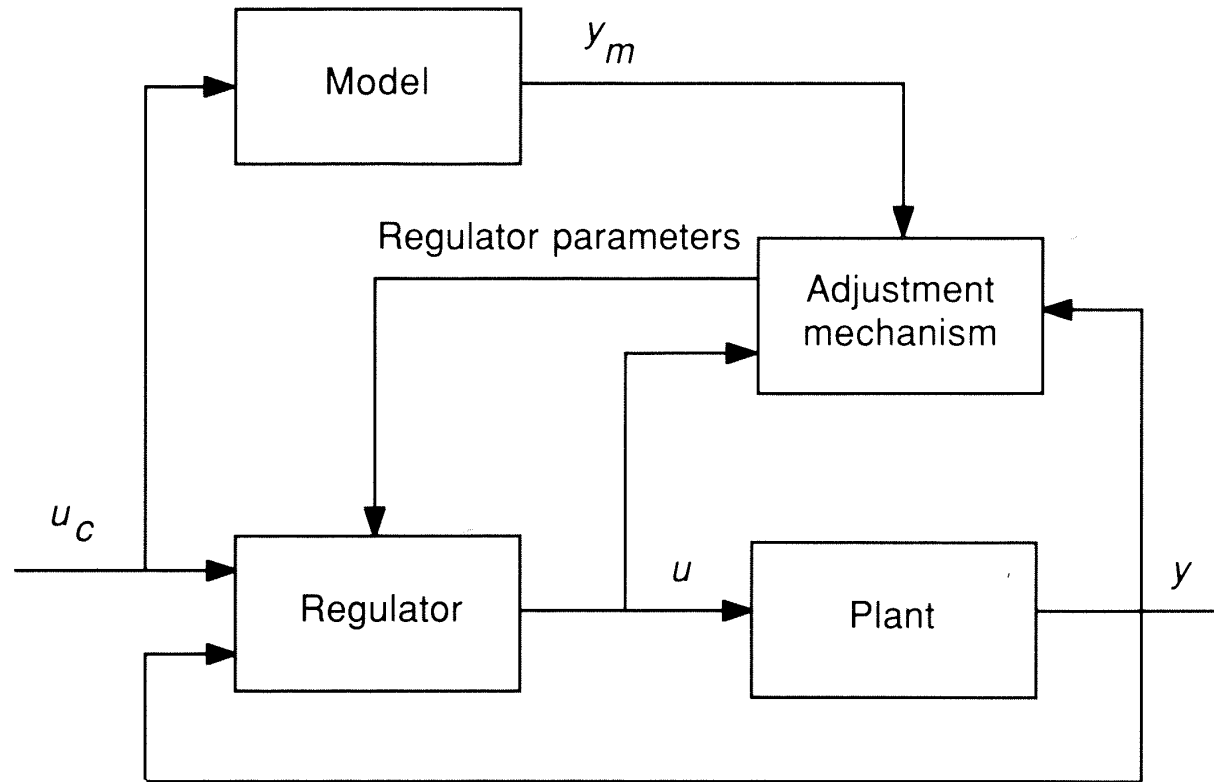 y_m
Model
Regulator parameters
Adjustment
mechanism
u_c
u
y
Regulator
Plant